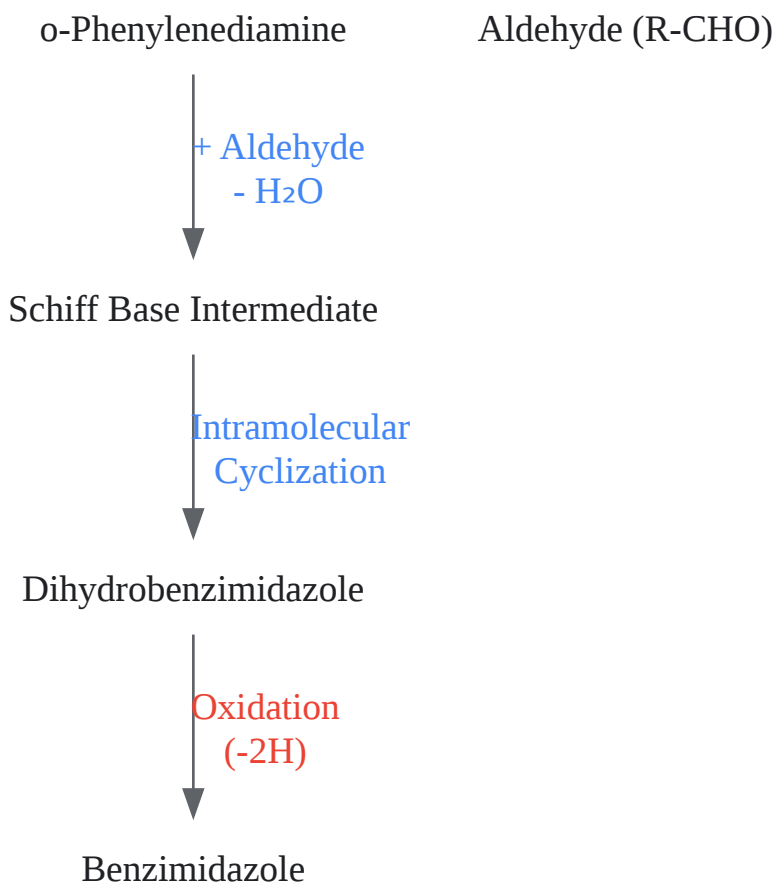 o-Phenylenediamine
Aldehyde (R-CHO)
+ Aldehyde
- H₂O
Schiff Base Intermediate
Intramolecular
Cyclization
Dihydrobenzimidazole
Oxidation
(-2H)
Benzimidazole